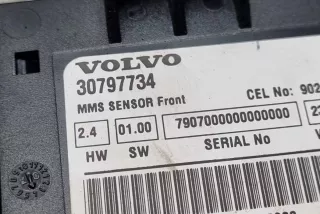 VOLVO
30797734
MMS SENSOR Front CEL No: 902
2.4 01.00 7907000000000000
HW SW SERIAL No